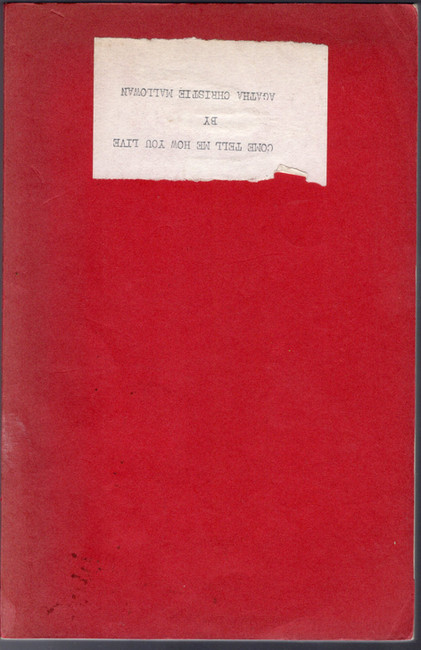 COME TELL ME HOW YOU LIVE
BY
AGATHA CHRISTIE MALLOWAN